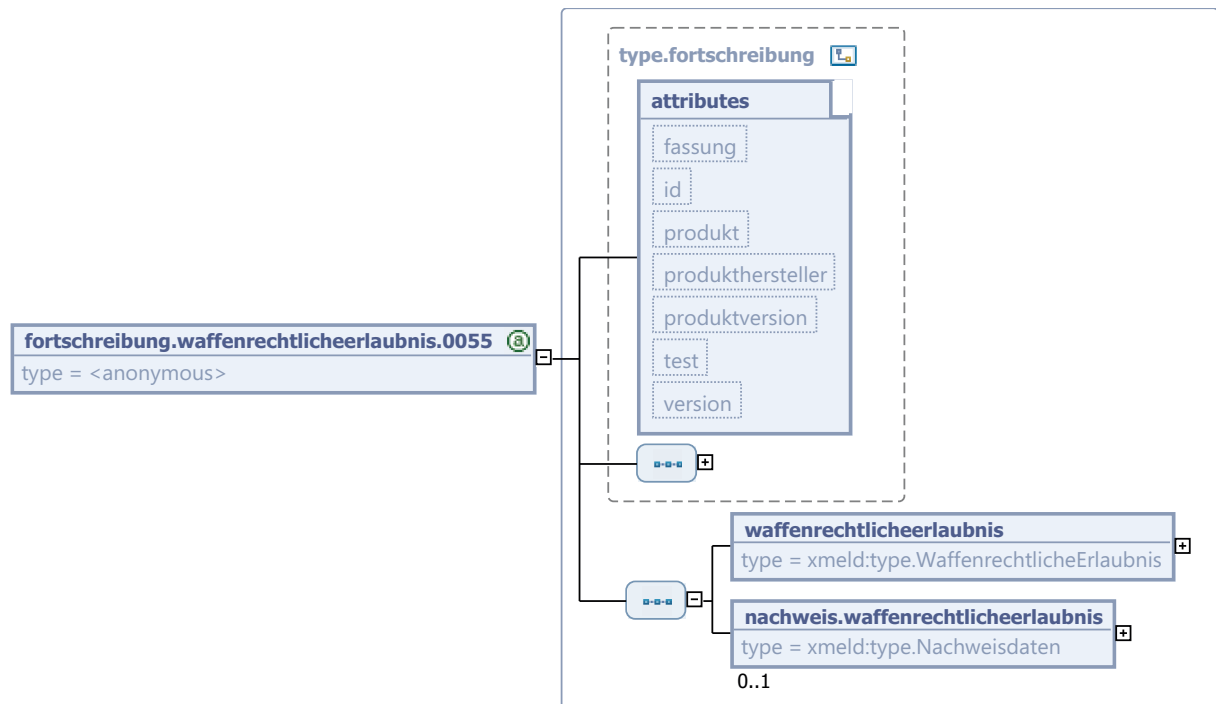 type.fortschreibung
attributes
fassung
id
produkt
produkthersteller
produktversion
test
version
fortschreibung.waffenrechtlicheerlaubnis.0055
type = <anonymous>
waffenrechtlicheerlaubnis
type = xmeld:type.WaffenrechtlicheErlaubnis
nachweis.waffenrechtlicheerlaubnis
type = xmeld:type.Nachweisdaten
0..1